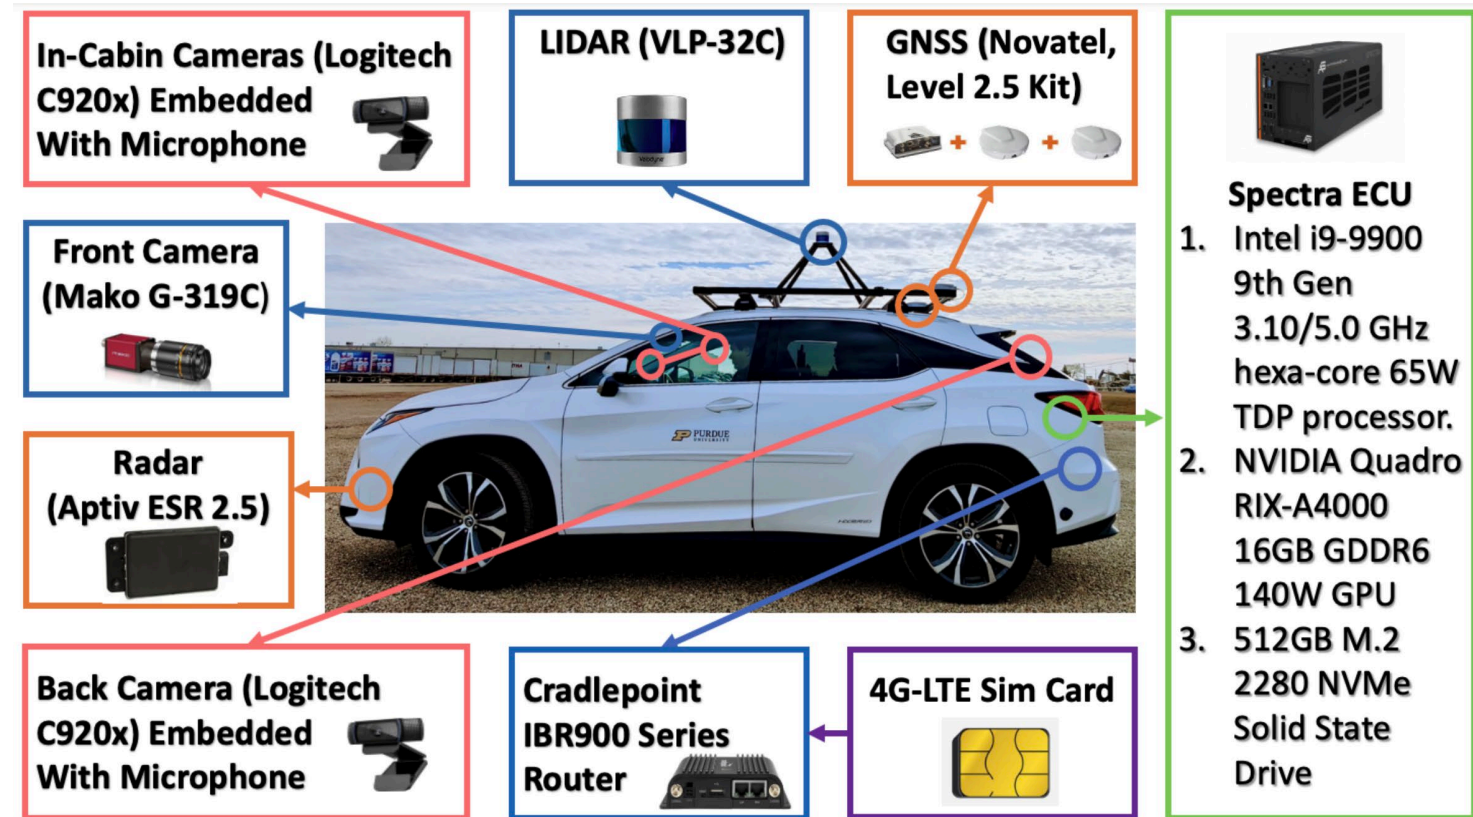 In-Cabin Cameras (Logitech
C920x) Embedded
With Microphone
LIDAR (VLP-32C)
Velodyne
GNSS (Novatel,
Level 2.5 Kit)
+ +
Front Camera
(Mako G-319C)
Radar
(Aptiv ESR 2.5)
PURDUE
UNIVERSITY
HYBRID
Back Camera (Logitech
C920x) Embedded
With Microphone
Cradlepoint
IBR900 Series
Router
4G-LTE Sim Card
Spectra ECU
1. Intel i9-9900
9th Gen
3.10/5.0 GHz
hexa-core 65W
TDP processor.
2. NVIDIA Quadro
RIX-A4000
16GB GDDR6
140W GPU
3. 512GB M.2
2280 NVMe
Solid State
Drive